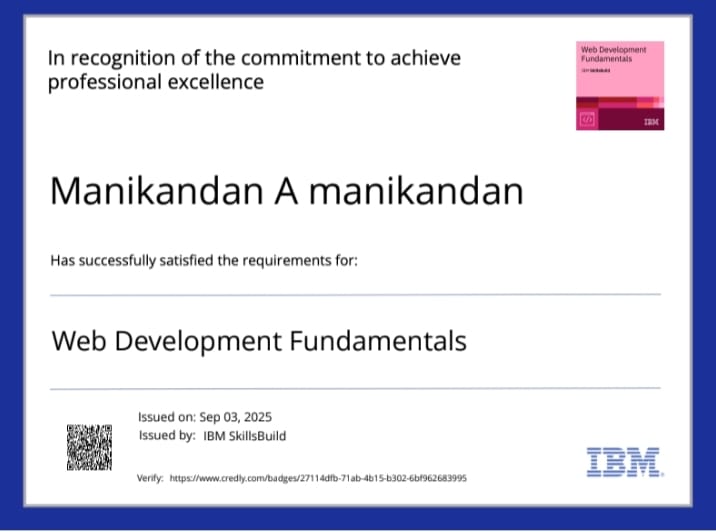 In recognition of the commitment to achieve
professional excellence
Web Development
Fundamentals
IBM SkillsBuild
</>
IBM
Manikandan A manikandan
Has successfully satisfied the requirements for:
Web Development Fundamentals
Issued on: Sep 03, 2025
Issued by: IBM SkillsBuild
Verify: https://www.credly.com/badges/27114dfb-71ab-4b15-b302-6bf962683995
IBM.